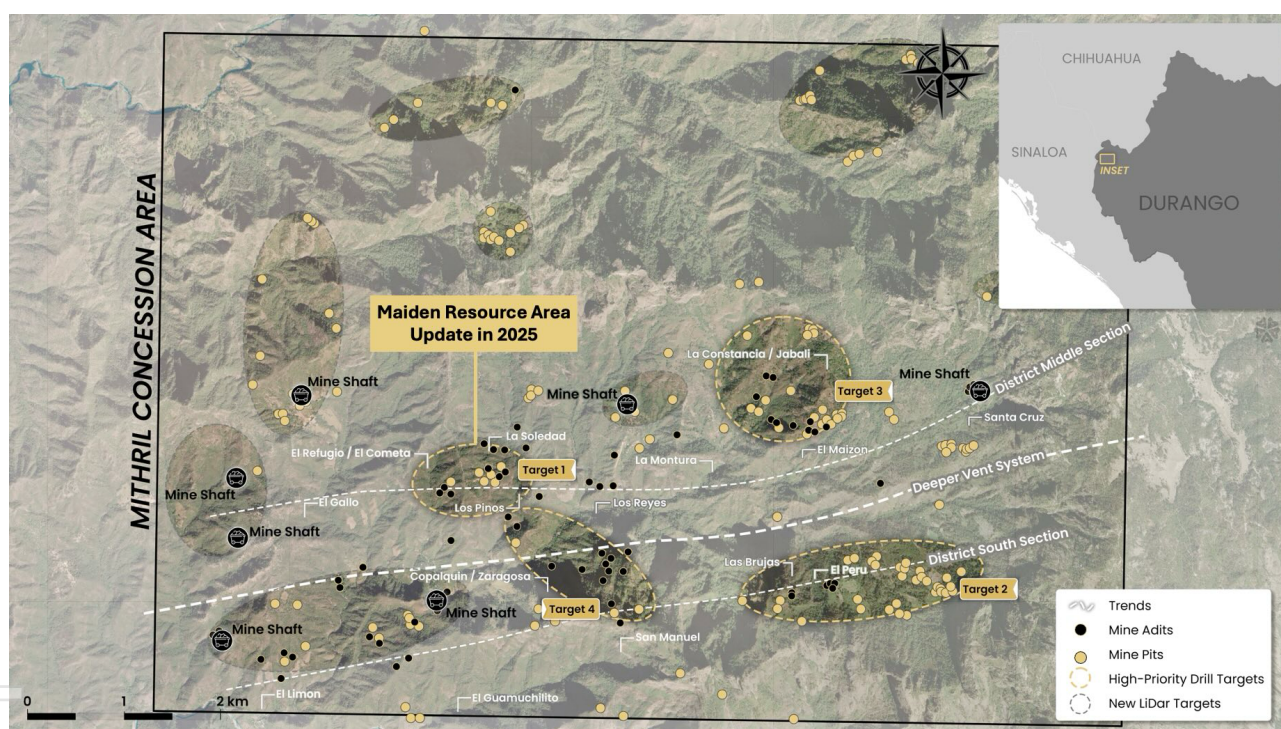 MITHRIL CONCESSION AREA
CHIHUAHUA
SINALOA
INSET
DURANGO
Maiden Resource Area
Update in 2025
La Constancia / Jabali
District Middle Section
Mine Shaft
Mine Shaft
Mine Shaft
Target 3
Santa Cruz
La Soledad
El Refugio / El Cometa
Target 1
La Montura
El Maizon
Deeper Vent System
Mine Shaft
El Gallo
Los Pinos
Los Reyes
Mine Shaft
District South Section
Las Brujas
El Peru
Copalquin / Zaragosa
Target 2
Target 4
Mine Shaft
Mine Shaft
San Manuel
El Limon
El Guamuchilito
0
1
2 km
Trends
Mine Adits
Mine Pits
High-Priority Drill Targets
New LiDar Targets